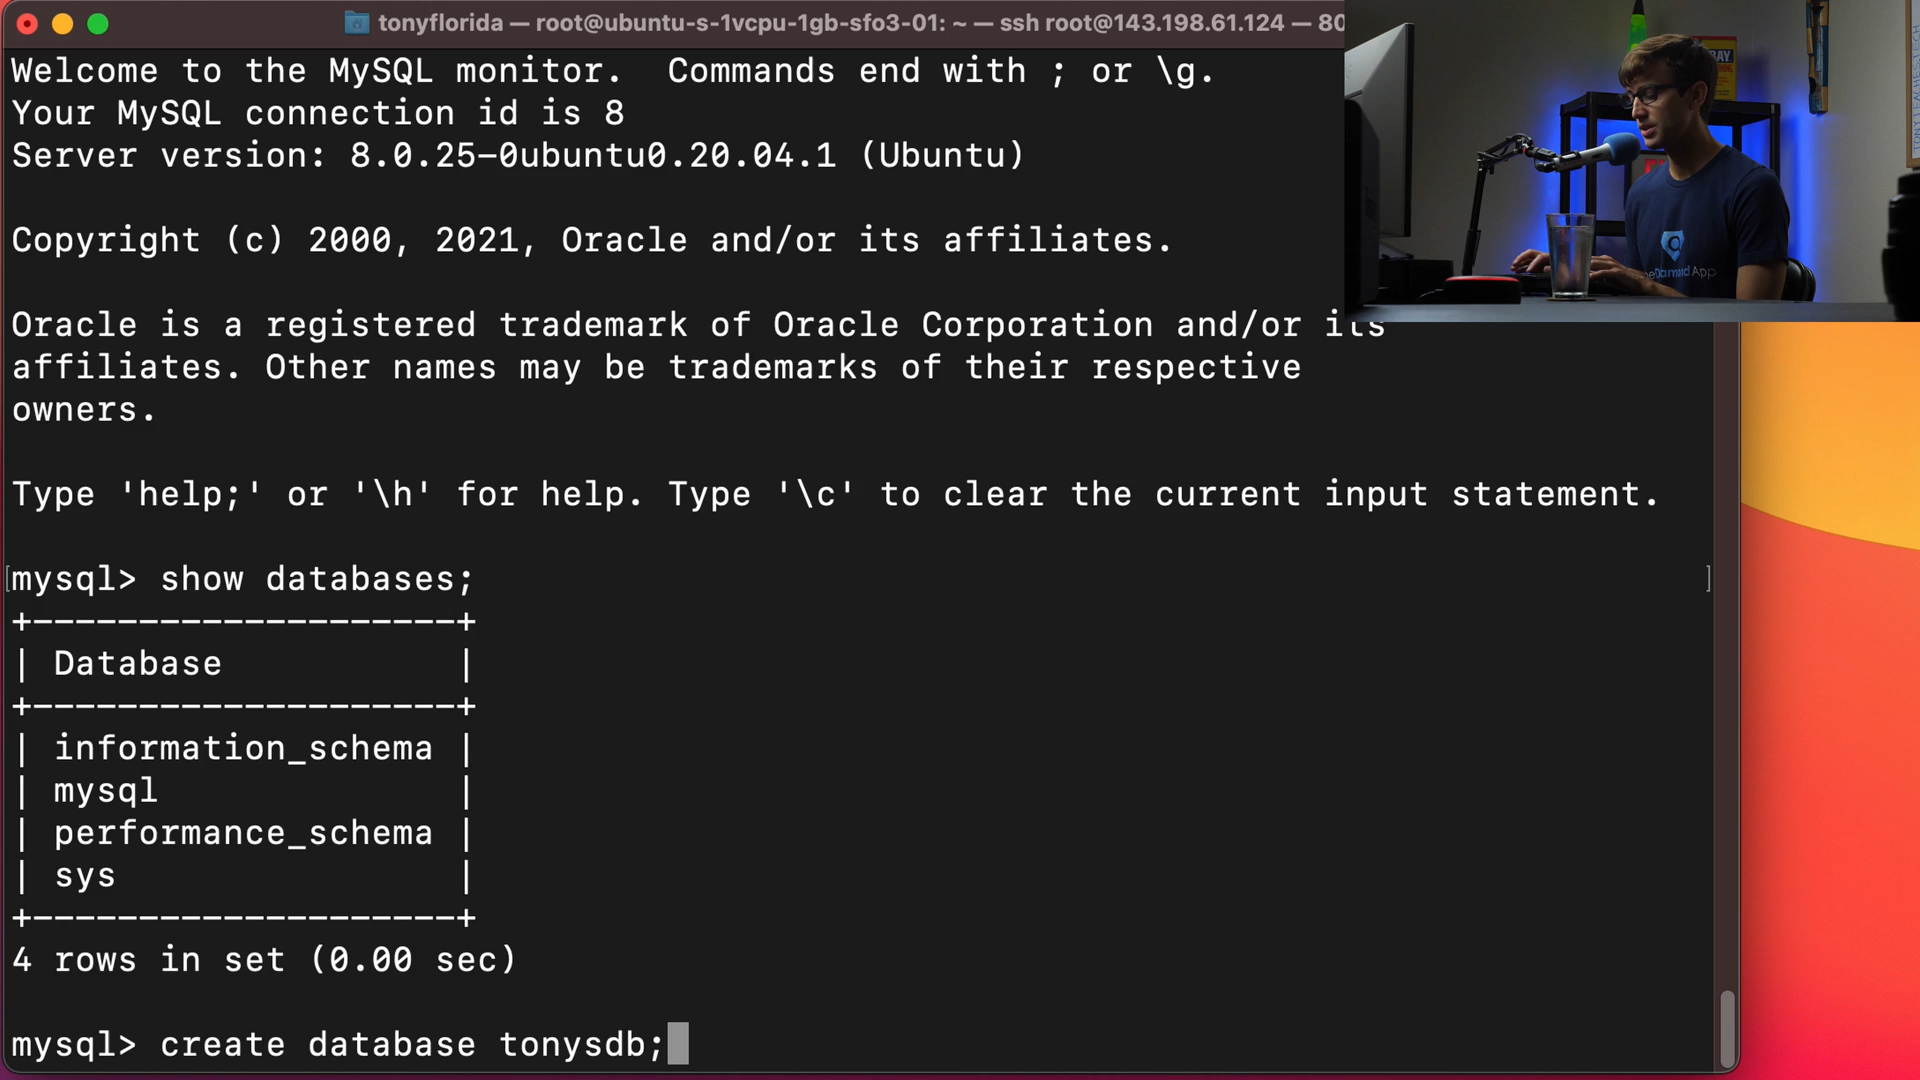 tonyflorida — root@ubuntu-s-1vcpu-1gb-sfo3-01: ~ — ssh root@143.198.61.124 — 80
Welcome to the MySQL monitor.  Commands end with ; or \g.
Your MySQL connection id is 8
Server version: 8.0.25-0ubuntu0.20.04.1 (Ubuntu)
Copyright (c) 2000, 2021, Oracle and/or its affiliates.
Oracle is a registered trademark of Oracle Corporation and/or its
affiliates. Other names may be trademarks of their respective
owners.
Type 'help;' or '\h' for help. Type '\c' to clear the current input statement.
[mysql> show databases; ]
+--------------------+
| Database           |
+--------------------+
| information_schema |
| mysql              |
| performance_schema |
| sys                |
+--------------------+
4 rows in set (0.00 sec)
mysql> create database tonysdb;